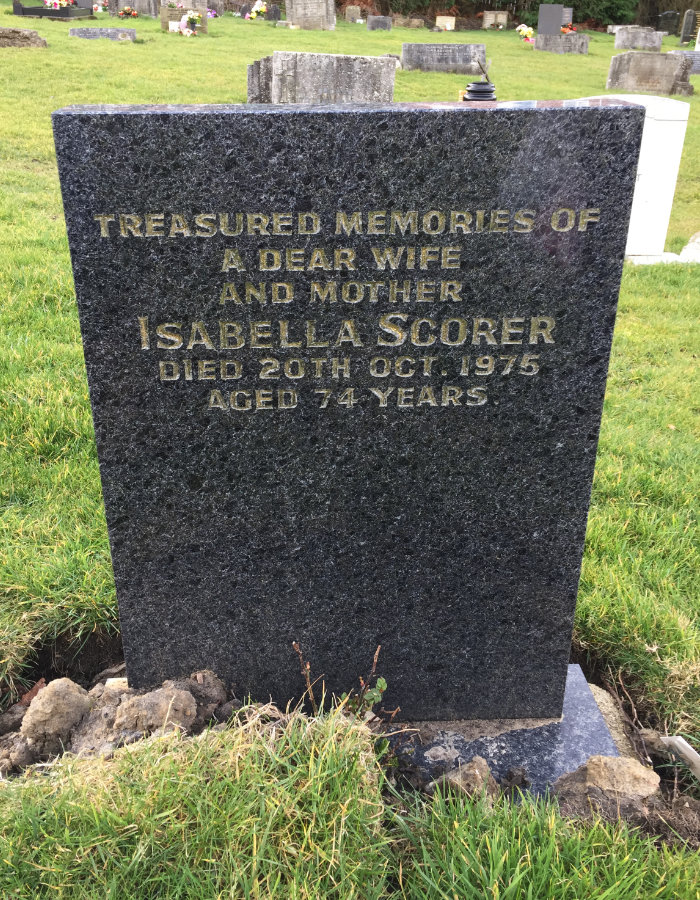 TREASURED MEMORIES OF
A DEAR WIFE
AND MOTHER
ISABELLA SCORER
DIED 20TH OCT. 1975
AGED 74 YEARS.